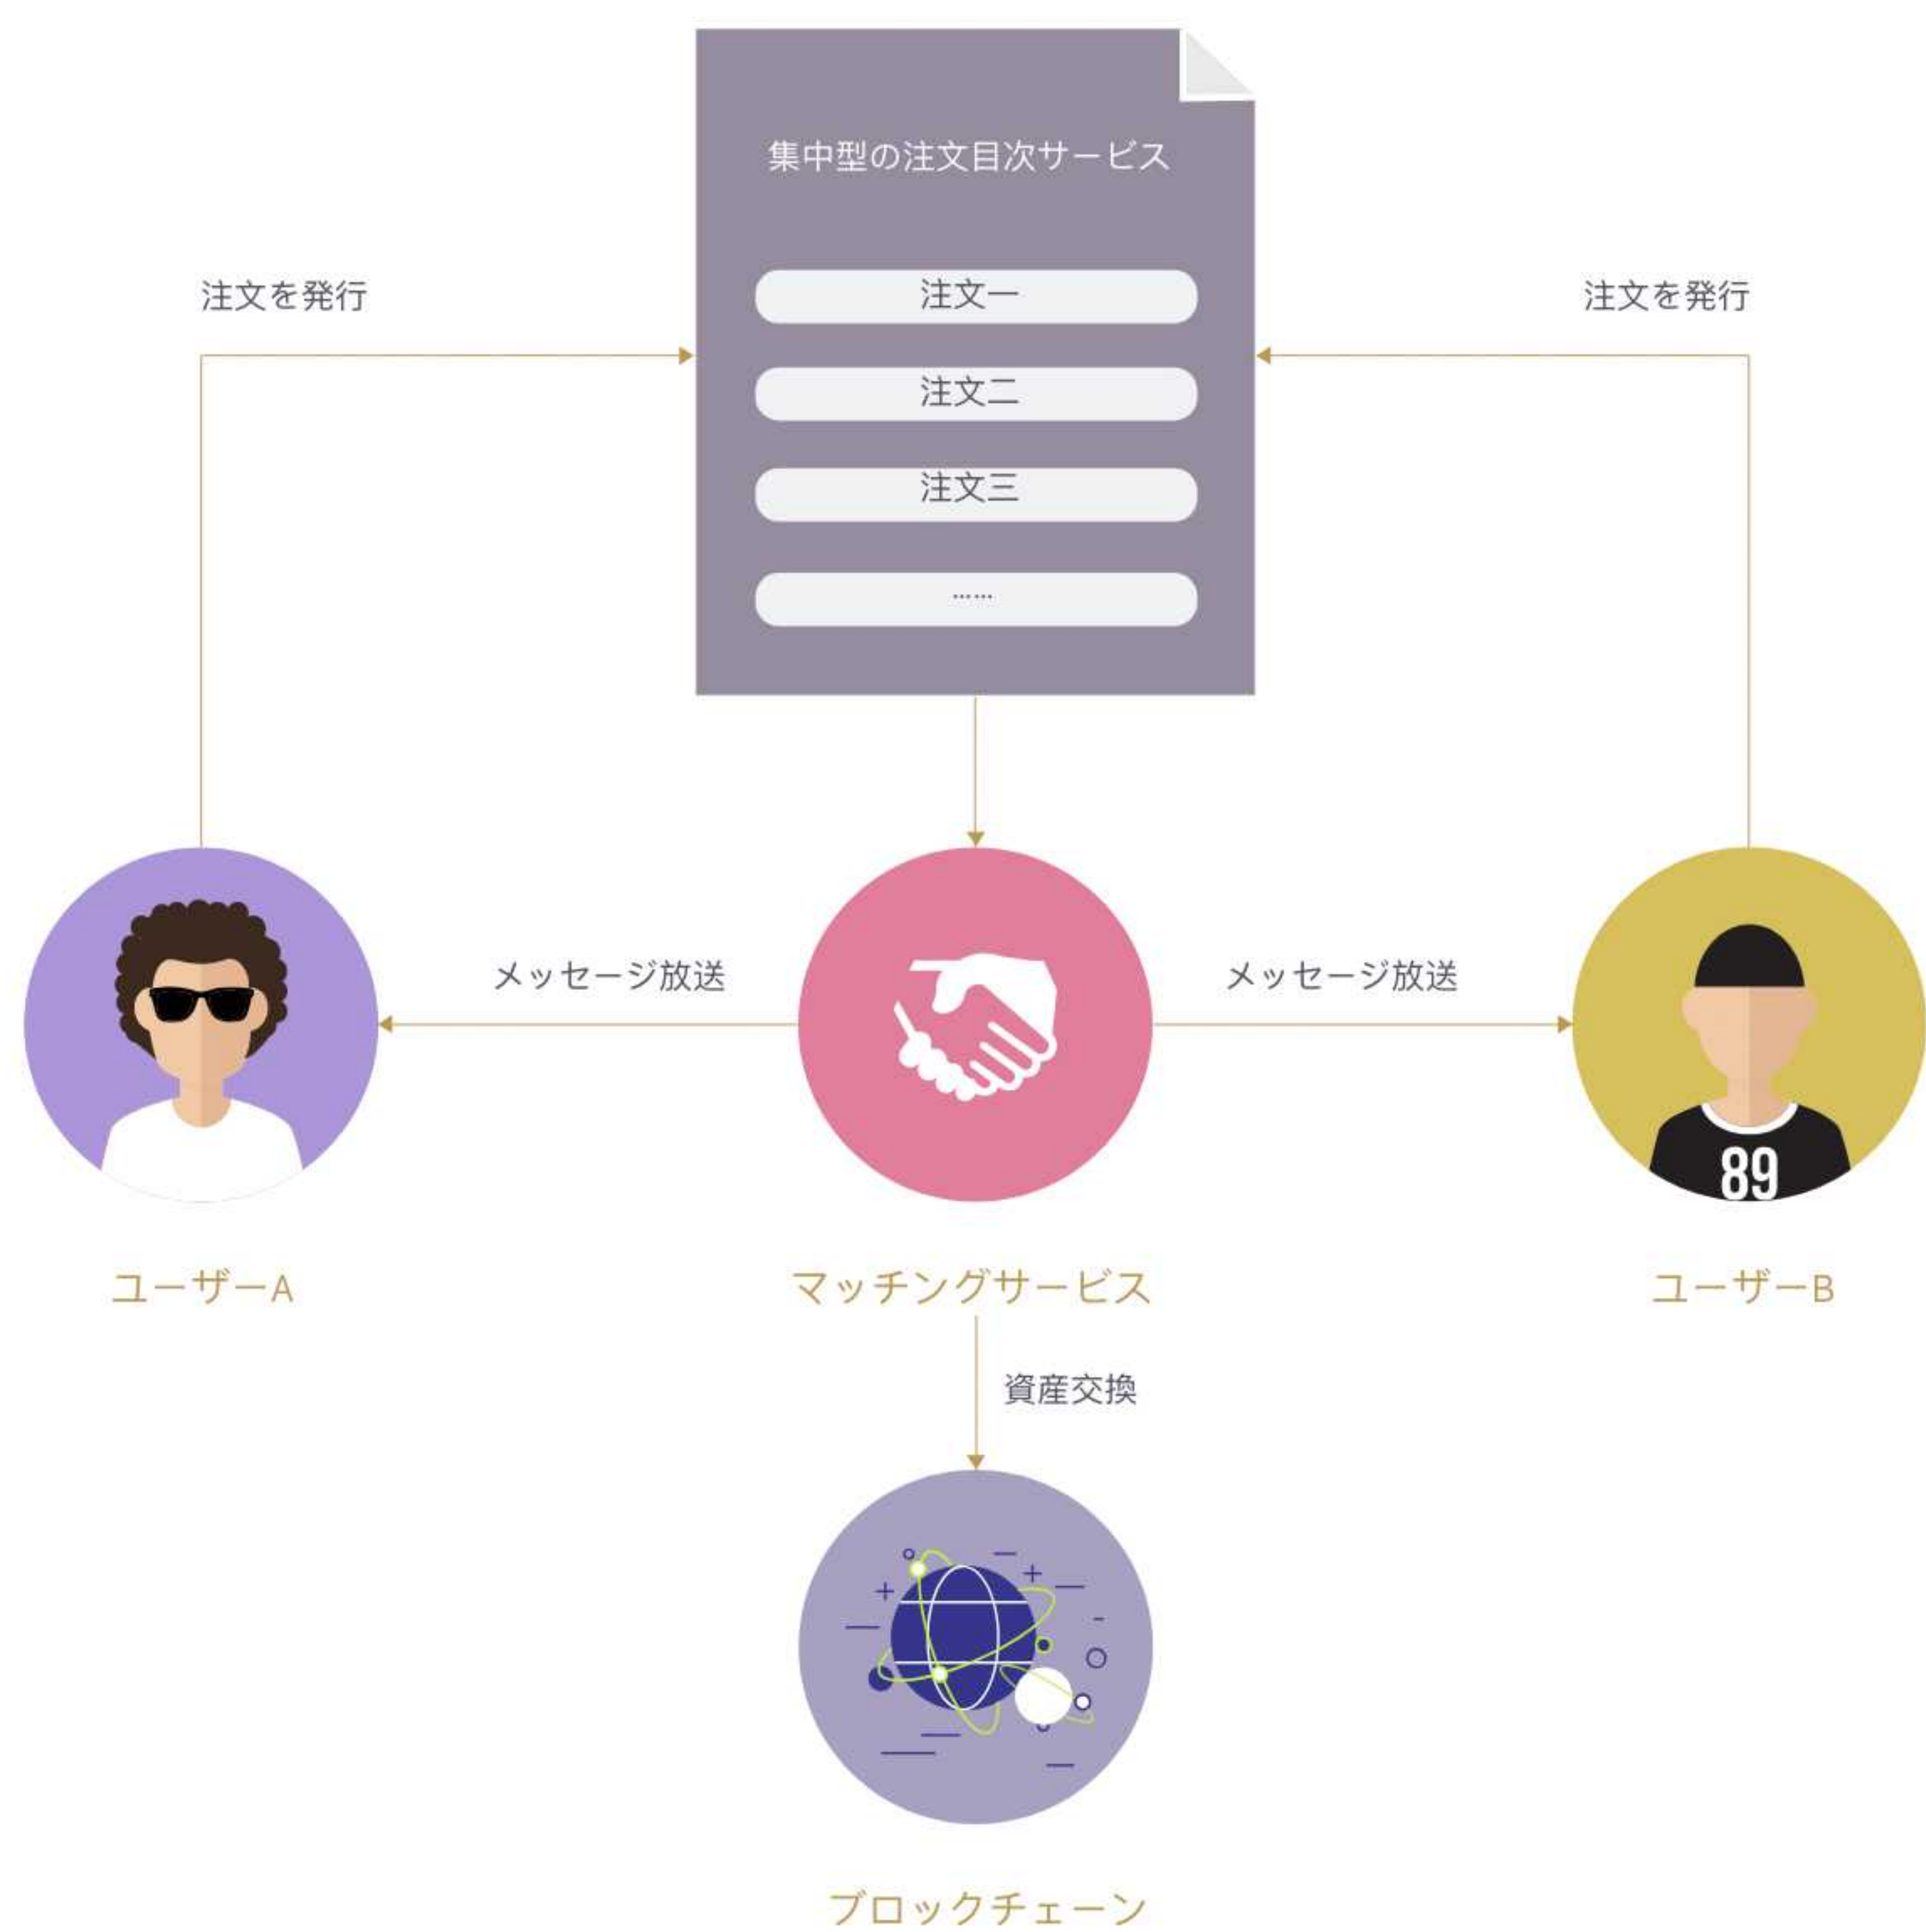 集中型の注文目次サービス
注文を発行
注文一
注文を発行
注文二
注文三
……
メッセージ放送
メッセージ放送
89
ユーザーA
マッチングサービス
ユーザーB
資産交換
ブロックチェーン